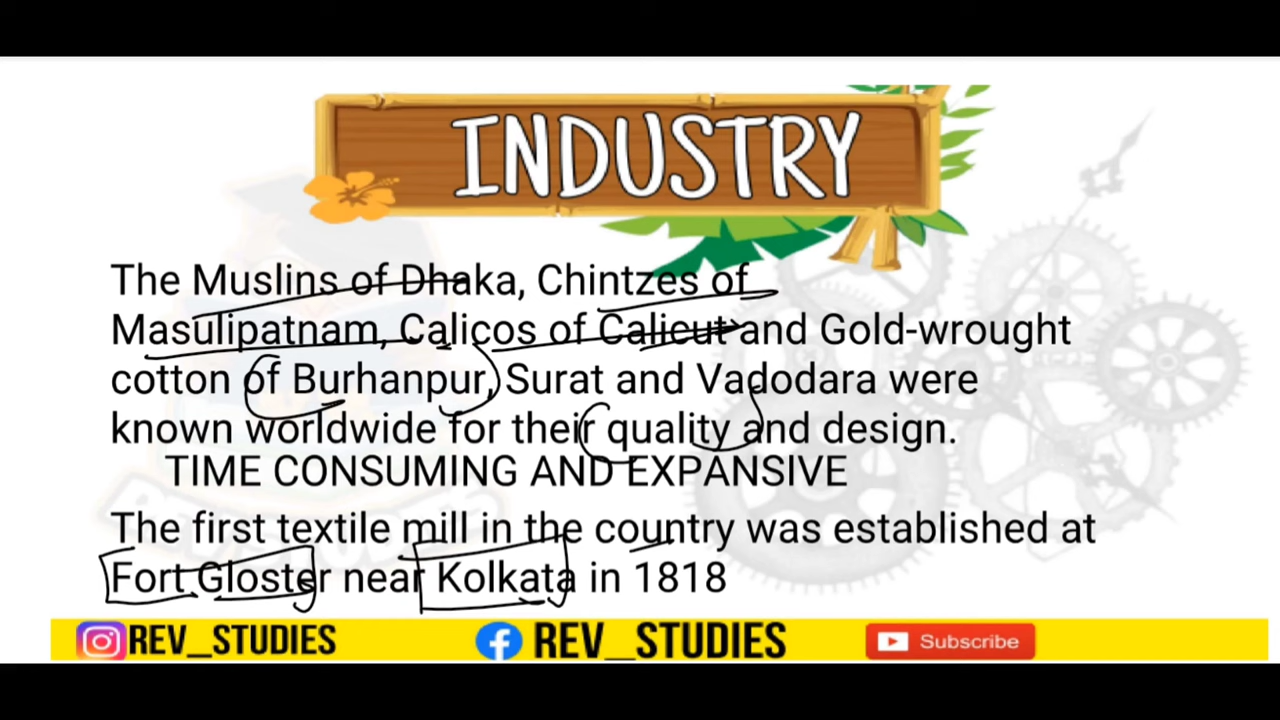 INDUSTRY
The Muslins of Dhaka, Chintzes of
Masulipatnam, Calicos of Calicut and Gold-wrought
cotton of Burhanpur, Surat and Vadodara were
known worldwide for their quality and design.
TIME CONSUMING AND EXPANSIVE
The first textile mill in the country was established at
Fort Gloster near Kolkata in 1818
REV_STUDIES REV_STUDIES Subscribe